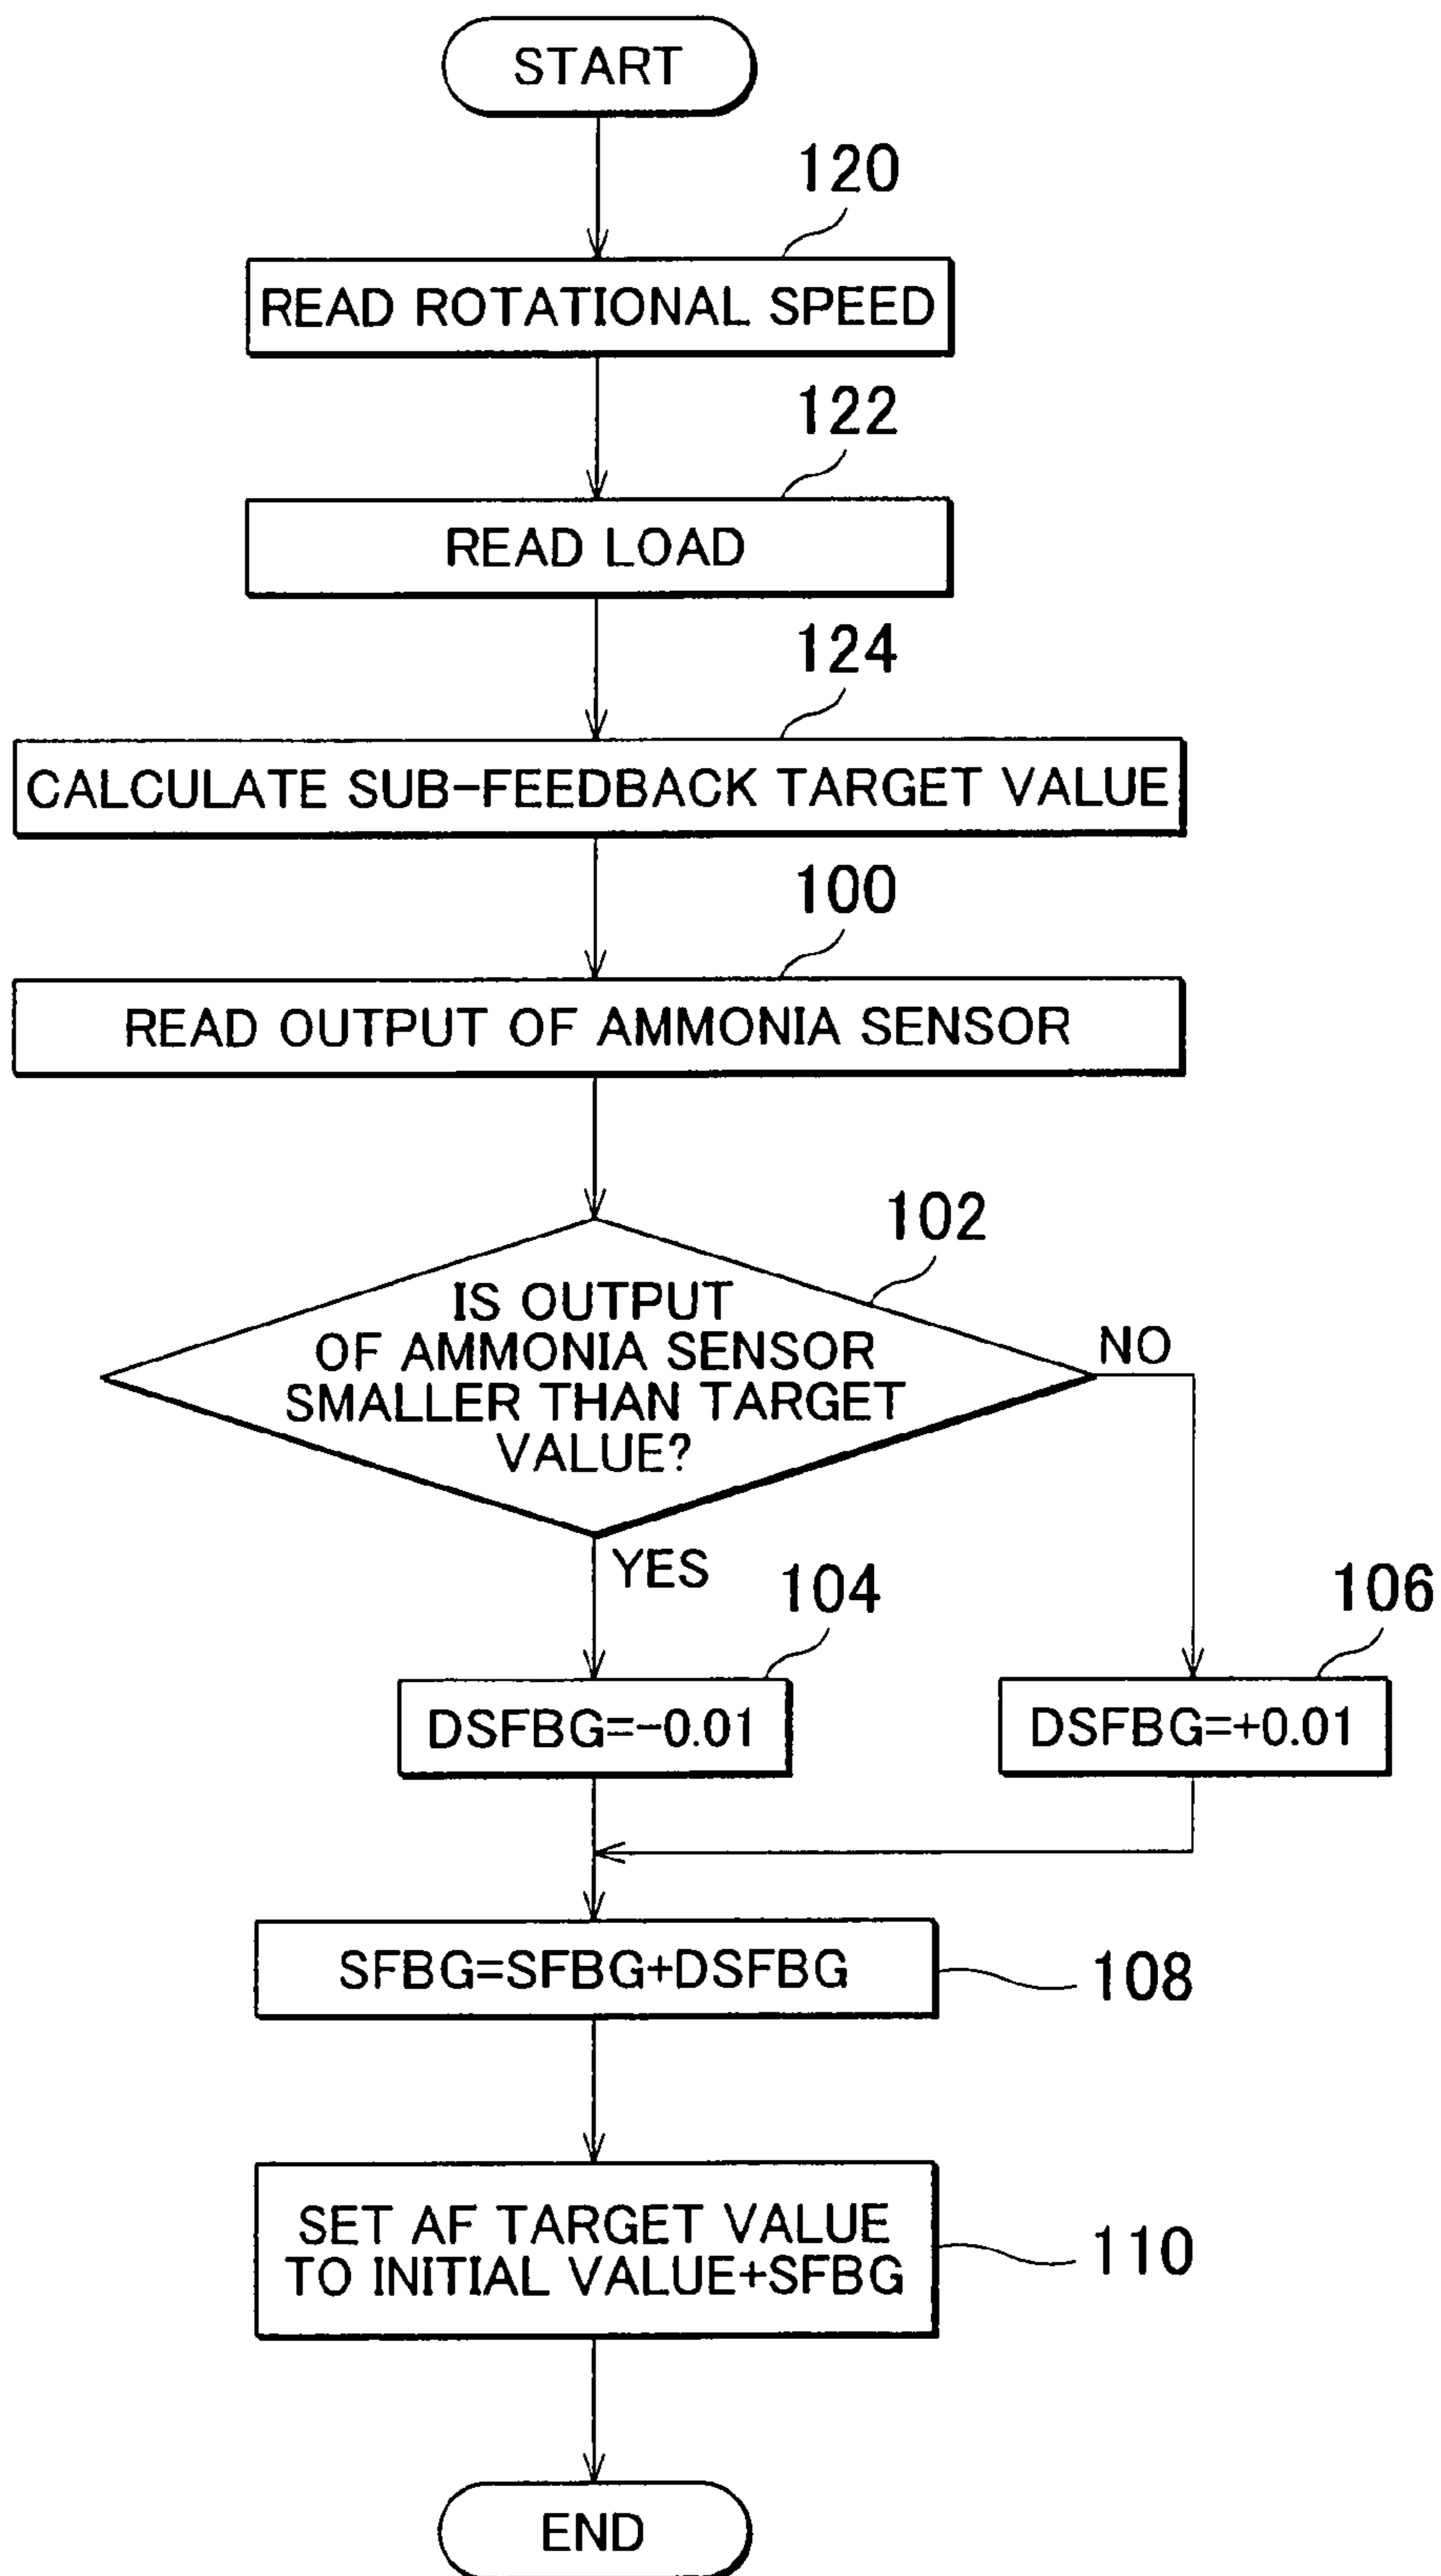 START
120
READ ROTATIONAL SPEED
122
READ LOAD
124
CALCULATE SUB-FEEDBACK TARGET VALUE
100
READ OUTPUT OF AMMONIA SENSOR
102
IS OUTPUT
OF AMMONIA SENSOR
SMALLER THAN TARGET
VALUE?
NO
YES
104
106
DSFBG=-0.01
DSFBG=+0.01
SFBG=SFBG+DSFBG
108
SET AF TARGET VALUE
TO INITIAL VALUE+SFBG
110
END